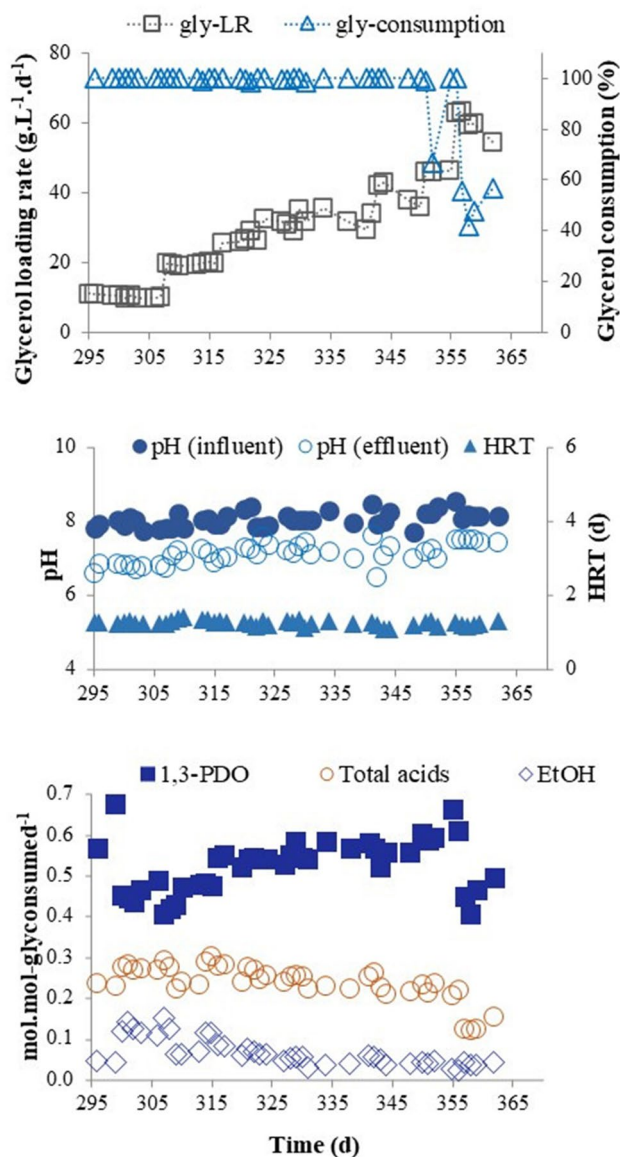 gly-LR gly-consumption
80
60
40
20
0
Glycerol loading rate (g.L⁻¹.d⁻¹)
100
80
60
40
20
0
Glycerol consumption (%)
295 305 315 325 335 345 355 365
pH (influent) pH (effluent) HRT
10
8
6
4
pH
6
4
2
0
HRT (d)
295 305 315 325 335 345 355 365
1,3-PDO Total acids EtOH
0.7
0.6
0.5
0.4
0.3
0.2
0.1
0.0
mol.mol-glyconsumed⁻¹
295 305 315 325 335 345 355 365
Time (d)